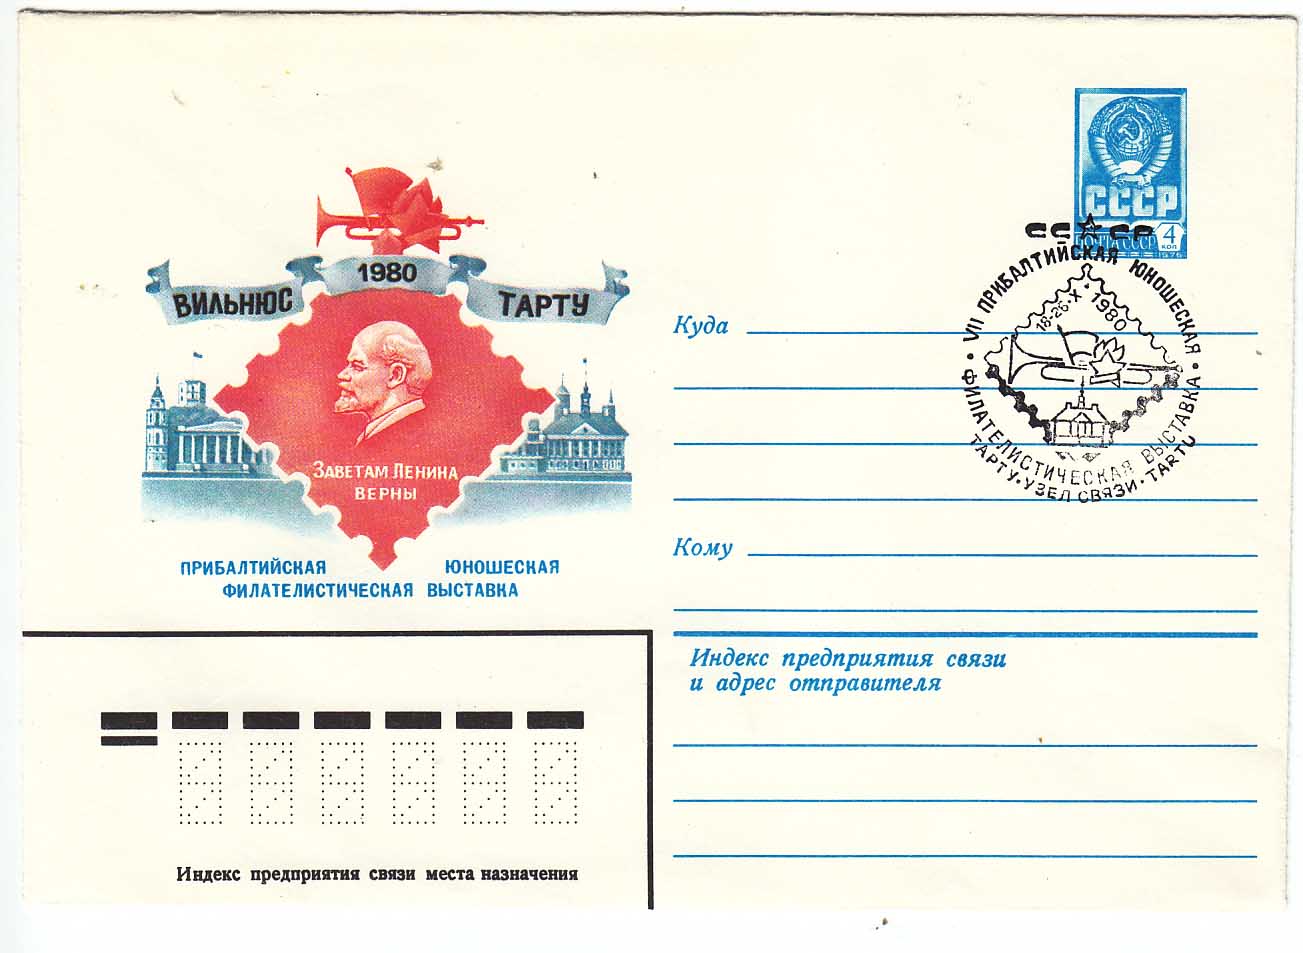 1980
ВИЛЬНЮС ТАРТУ
ЗАВЕТАМ ЛЕНИНА
ВЕРНЫ
ПРИБАЛТИЙСКАЯ ЮНОШЕСКАЯ
ФИЛАТЕЛИСТИЧЕСКАЯ ВЫСТАВКА
СССР
ПОЧТА СССР 4 КОП
1976
СС СР
VII ПРИБАЛТИЙСКАЯ ЮНОШЕСКАЯ
ФИЛАТЕЛИСТИЧЕСКАЯ ВЫСТАВКА
18-26·X·1980
ТАРТУ·УЗЕЛ СВЯЗИ·TARTU
Куда
Кому
Индекс предприятия связи
и адрес отправителя
Индекс предприятия связи места назначения